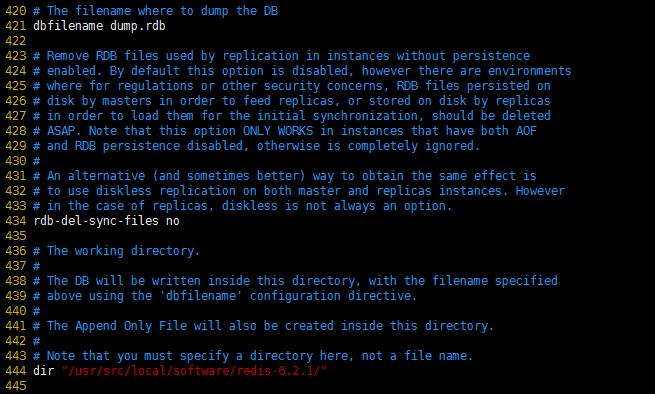 420 # The filename where to dump the DB
421 dbfilename dump.rdb
422
423 # Remove RDB files used by replication in instances without persistence
424 # enabled. By default this option is disabled, however there are environments
425 # where for regulations or other security concerns, RDB files persisted on
426 # disk by masters in order to feed replicas, or stored on disk by replicas
427 # in order to load them for the initial synchronization, should be deleted
428 # ASAP. Note that this option ONLY WORKS in instances that have both AOF
429 # and RDB persistence disabled, otherwise is completely ignored.
430 #
431 # An alternative (and sometimes better) way to obtain the same effect is
432 # to use diskless replication on both master and replicas instances. However
433 # in the case of replicas, diskless is not always an option.
434 rdb-del-sync-files no
435
436 # The working directory.
437 #
438 # The DB will be written inside this directory, with the filename specified
439 # above using the 'dbfilename' configuration directive.
440 #
441 # The Append Only File will also be created inside this directory.
442 #
443 # Note that you must specify a directory here, not a file name.
444 dir "/usr/src/local/software/redis-6.2.1/"
445